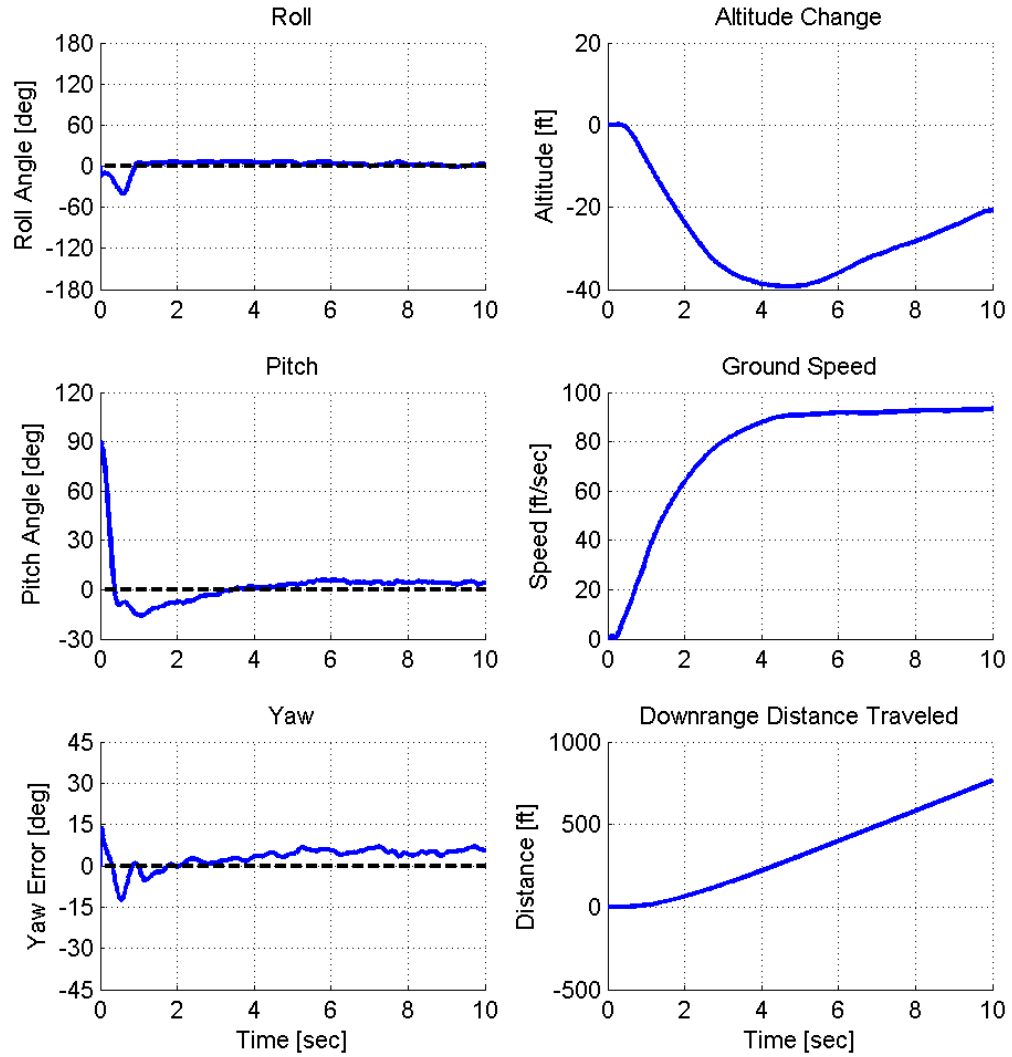 Roll
180
120
60
0
-60
-120
-180
Roll Angle [deg]
0 2 4 6 8 10
Altitude Change
20
0
-20
-40
Altitude [ft]
0 2 4 6 8 10
Pitch
120
90
60
30
0
-30
Pitch Angle [deg]
0 2 4 6 8 10
Ground Speed
100
80
60
40
20
0
Speed [ft/sec]
0 2 4 6 8 10
Yaw
45
30
15
0
-15
-30
-45
Yaw Error [deg]
0 2 4 6 8 10
Time [sec]
Downrange Distance Traveled
1000
500
0
-500
Distance [ft]
0 2 4 6 8 10
Time [sec]